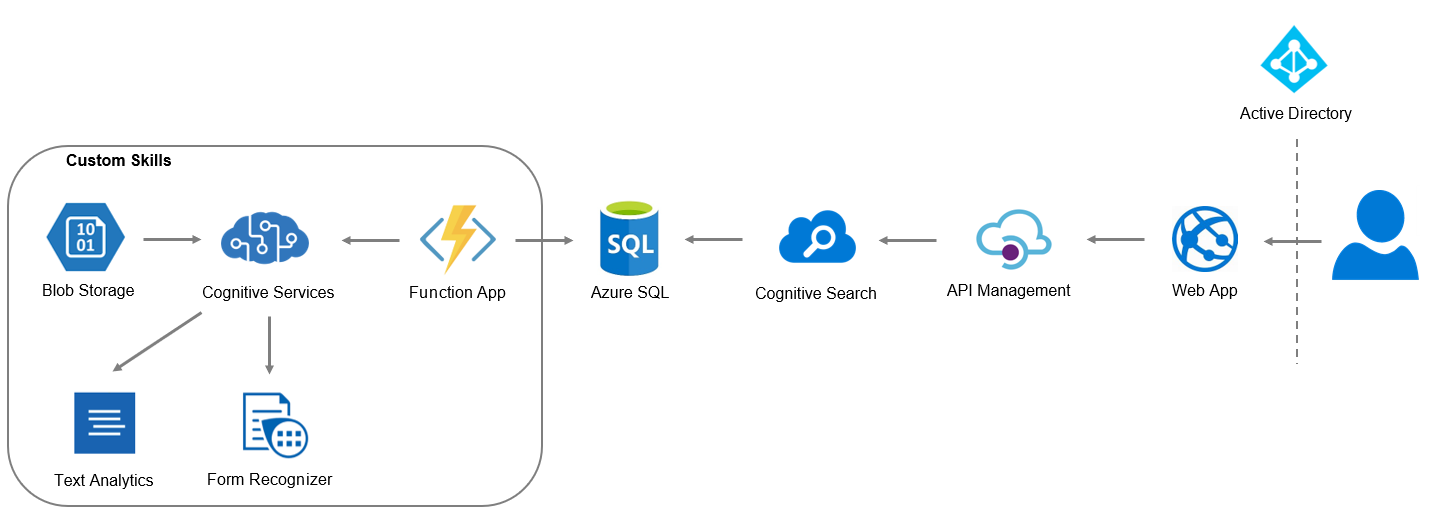 Active Directory
Custom Skills
10
01
SQL
Blob Storage
Cognitive Services
Function App
Azure SQL
Cognitive Search
API Management
Web App
Text Analytics
Form Recognizer